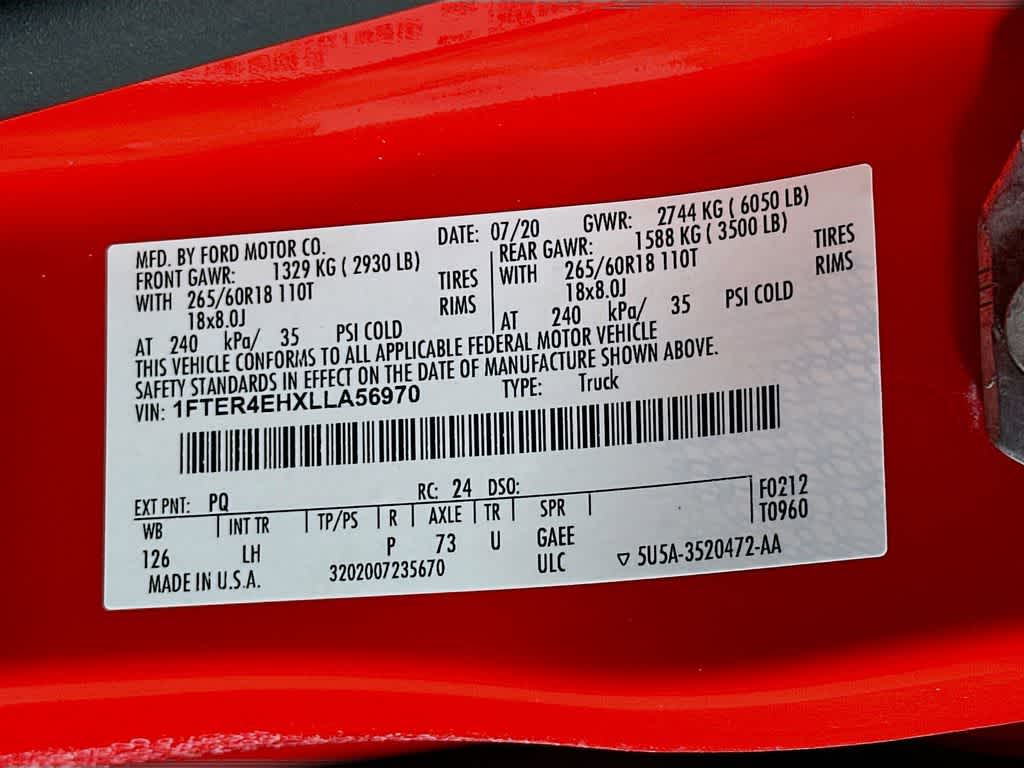 MFD. BY FORD MOTOR CO.
DATE: 07/20 GVWR: 2744 KG ( 6050 LB)
FRONT GAWR: 1329 KG ( 2930 LB) REAR GAWR: 1588 KG ( 3500 LB)
WITH 265/60R18 110T TIRES WITH 265/60R18 110T TIRES
18x8.0J RIMS 18x8.0J RIMS
AT 240 kPa/ 35 PSI COLD AT 240 kPa/ 35 PSI COLD
THIS VEHICLE CONFORMS TO ALL APPLICABLE FEDERAL MOTOR VEHICLE
SAFETY STANDARDS IN EFFECT ON THE DATE OF MANUFACTURE SHOWN ABOVE.
VIN: 1FTER4EHXLLA56970 TYPE: Truck
EXT PNT: PQ RC: 24 DSO: F0212
WB INT TR TP/PS R AXLE TR SPR T0960
126 LH P 73 U GAEE
MADE IN U.S.A. 3202007235670 ULC ▽ 5U5A-3520472-AA